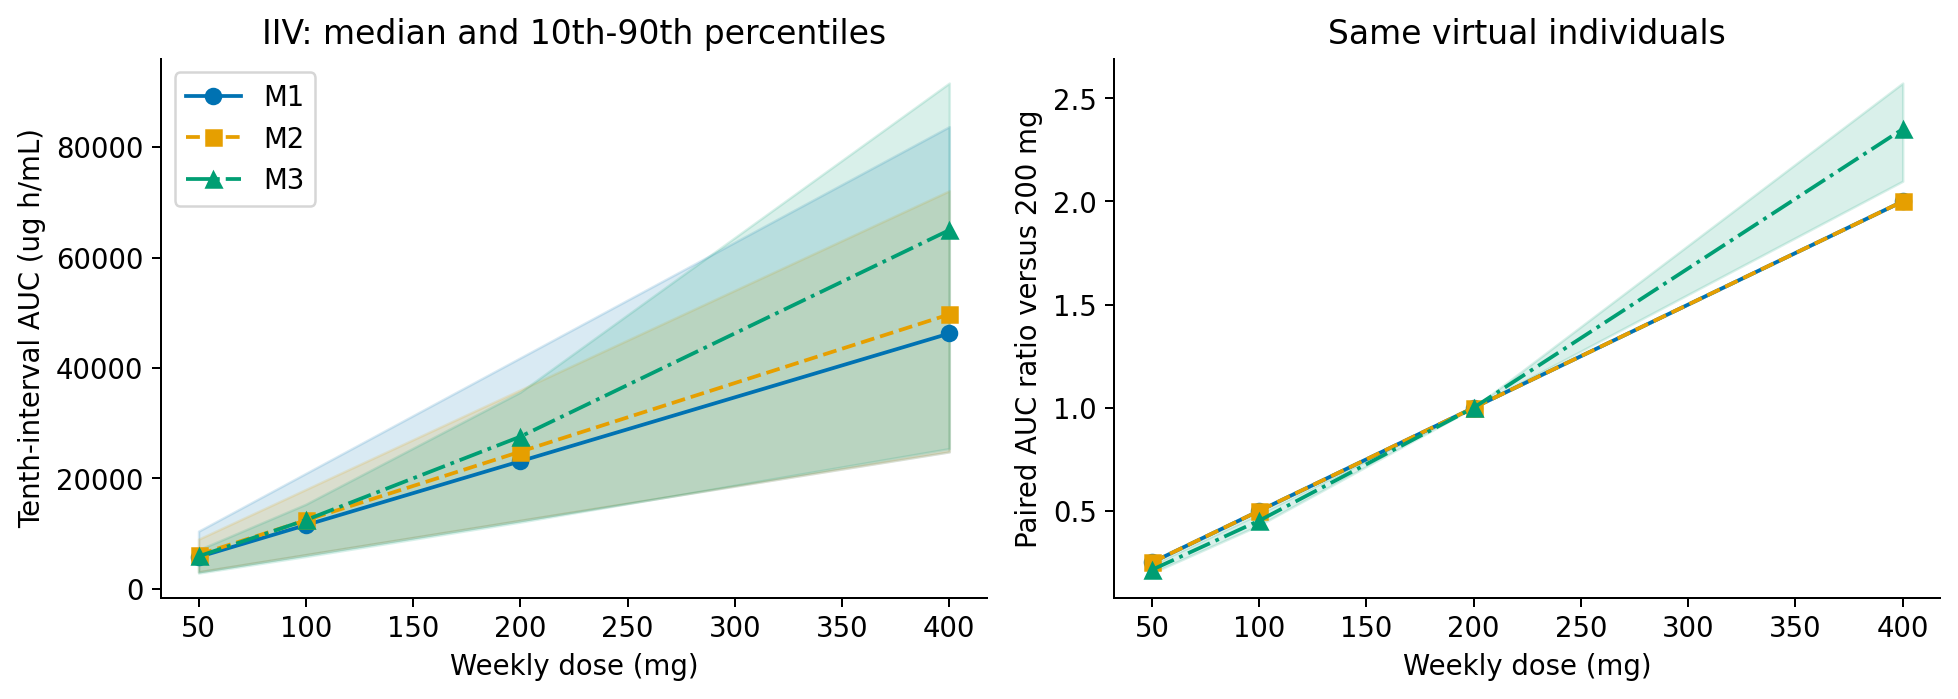 IIV: median and 10th-90th percentiles
M1
M2
M3
Tenth-interval AUC (ug h/mL)
80000
60000
40000
20000
0
50 100 150 200 250 300 350 400
Weekly dose (mg)
Same virtual individuals
Paired AUC ratio versus 200 mg
2.5
2.0
1.5
1.0
0.5
50 100 150 200 250 300 350 400
Weekly dose (mg)